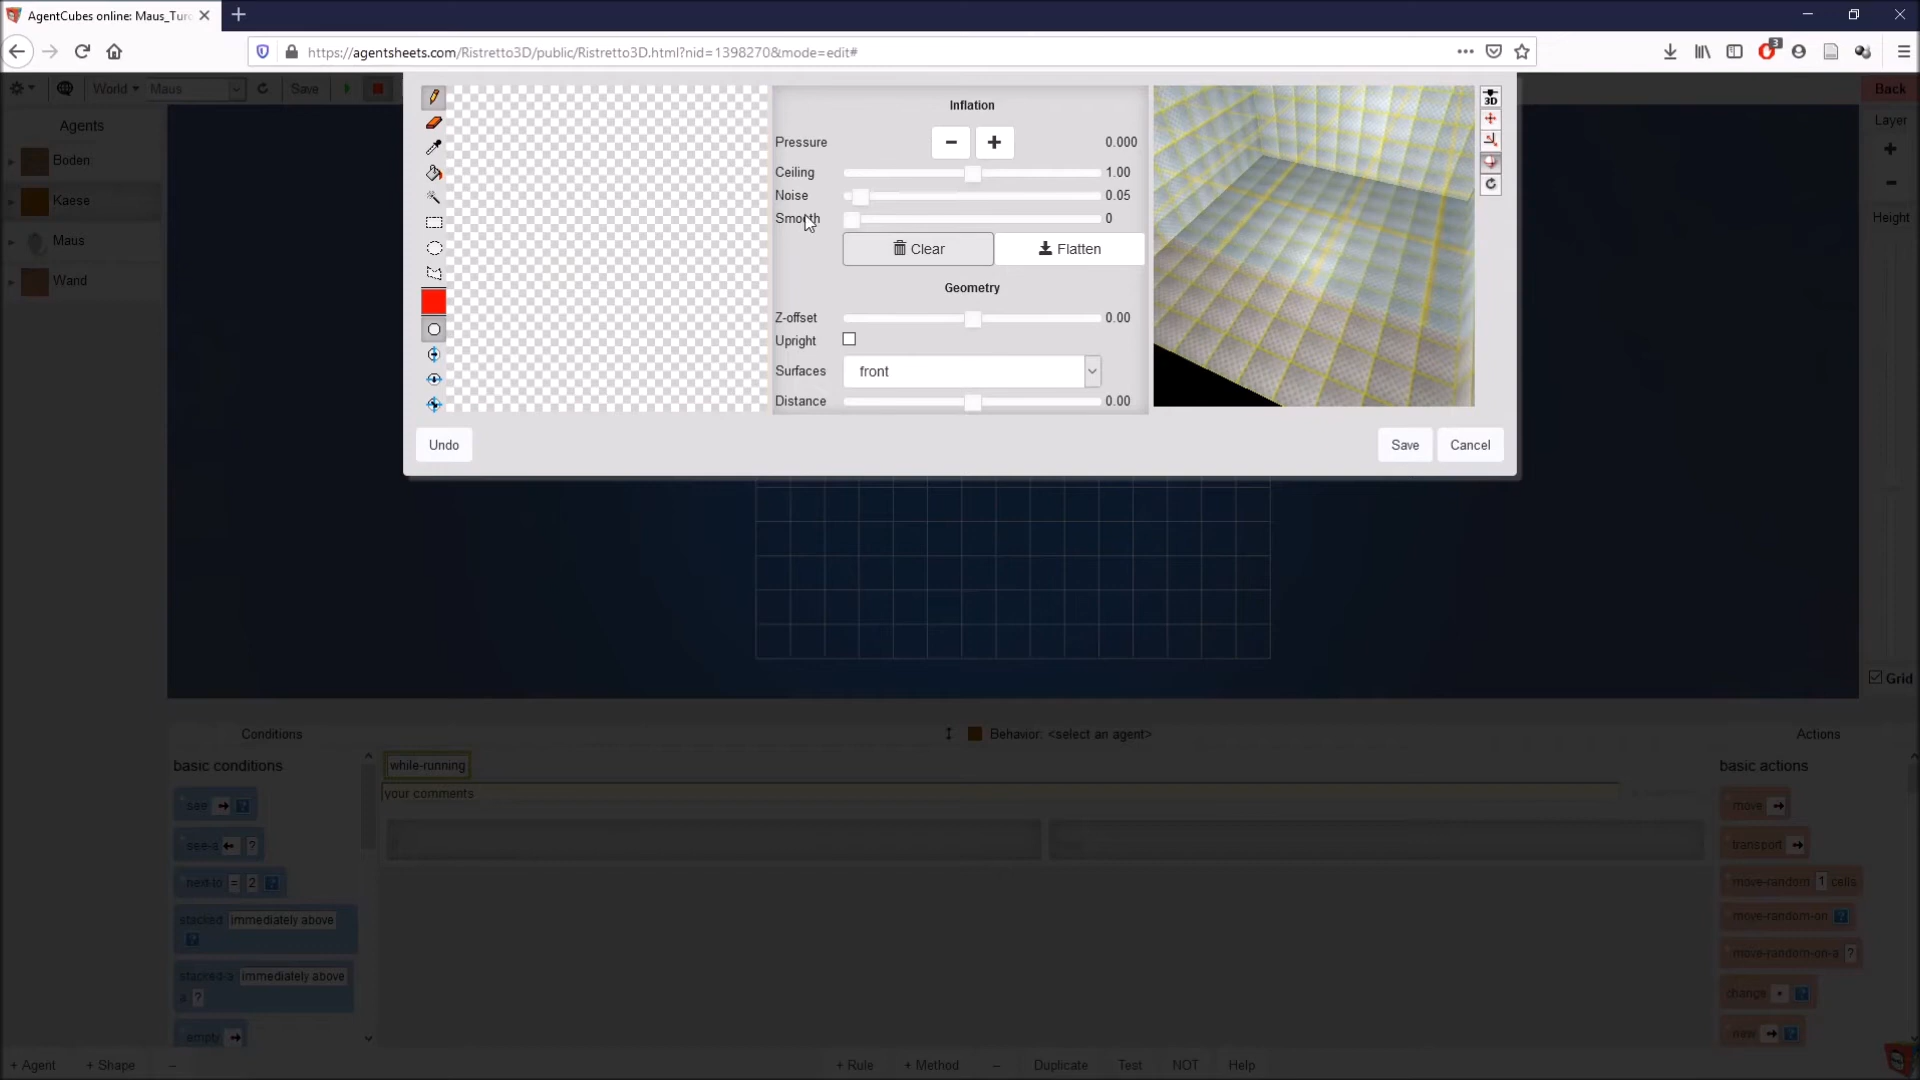 AgentCubes online: Maus_Turo
https://agentsheets.com/Ristretto3D/public/Ristretto3D.html?nid=1398270&mode=edit#
3
World Maus Save Back
Agents
Boden
Kaese
Maus
Wand
Inflation
Pressure - + 0.000
Ceiling 1.00
Noise 0.05
Smooth 0
Clear Flatten
Geometry
Z-offset 0.00
Upright
Surfaces front
Distance 0.00
3D
Undo Save Cancel
Layer
+
-
Height
Grid
Conditions
Behavior: <select an agent>
Actions
basic conditions
see ?
see-a ?
next-to = 2 ?
stacked immediately above
?
stacked-a immediately above
a ?
empty
while-running
your comments
basic actions
move
transport
move-random 1 cells
move-random-on ?
move-random-on-a ?
change ?
new ?
+ Agent + Shape -
+ Rule + Method - Duplicate Test NOT Help